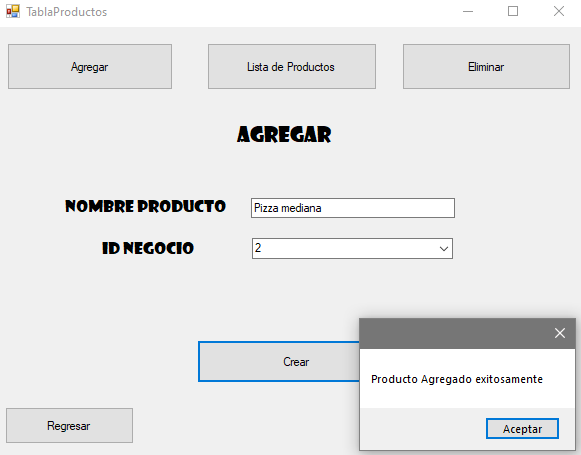 TablaProductos
Agregar
Lista de Productos
Eliminar
AGREGAR
NOMBRE PRODUCTO
Pizza mediana
ID NEGOCIO
2
Crear
Producto Agregado exitosamente
Aceptar
Regresar